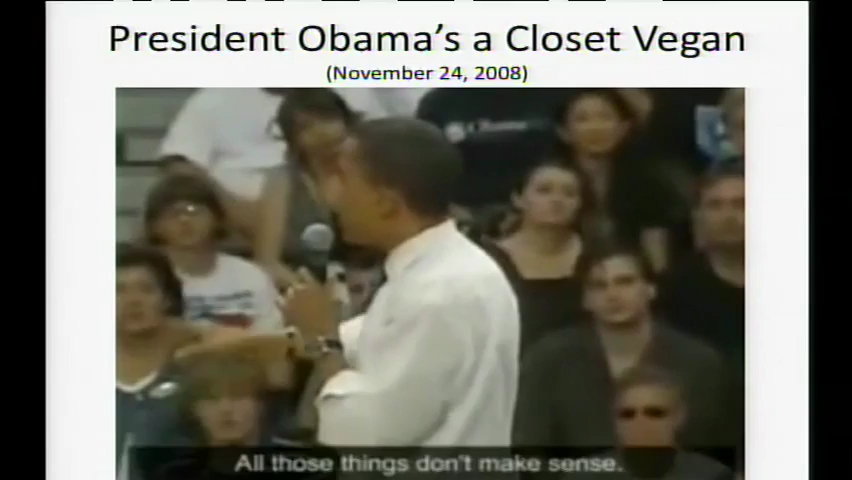 President Obama's a Closet Vegan
(November 24, 2008)
All those things don't make sense.